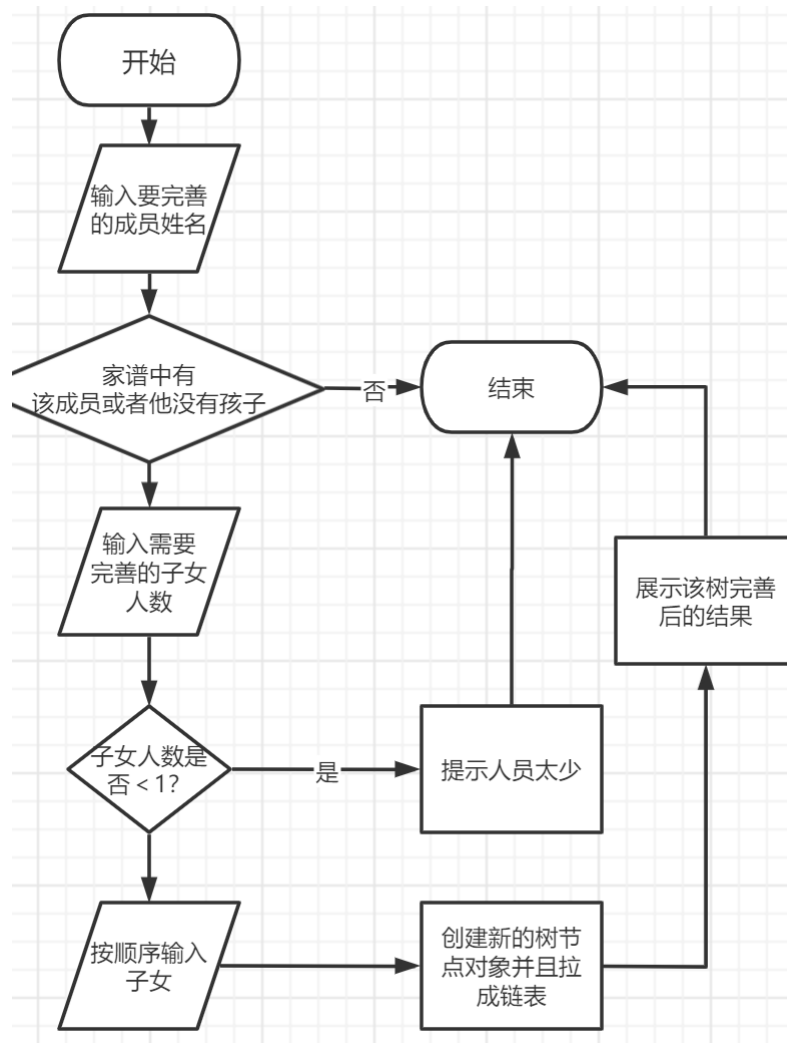 开始
输入要完善
的成员姓名
家谱中有
该成员或者他没有孩子
否
结束
输入需要
完善的子女
人数
展示该树完善
后的结果
子女人数是
否 < 1?
是
提示人员太少
按顺序输入
子女
创建新的树节
点对象并且拉
成链表